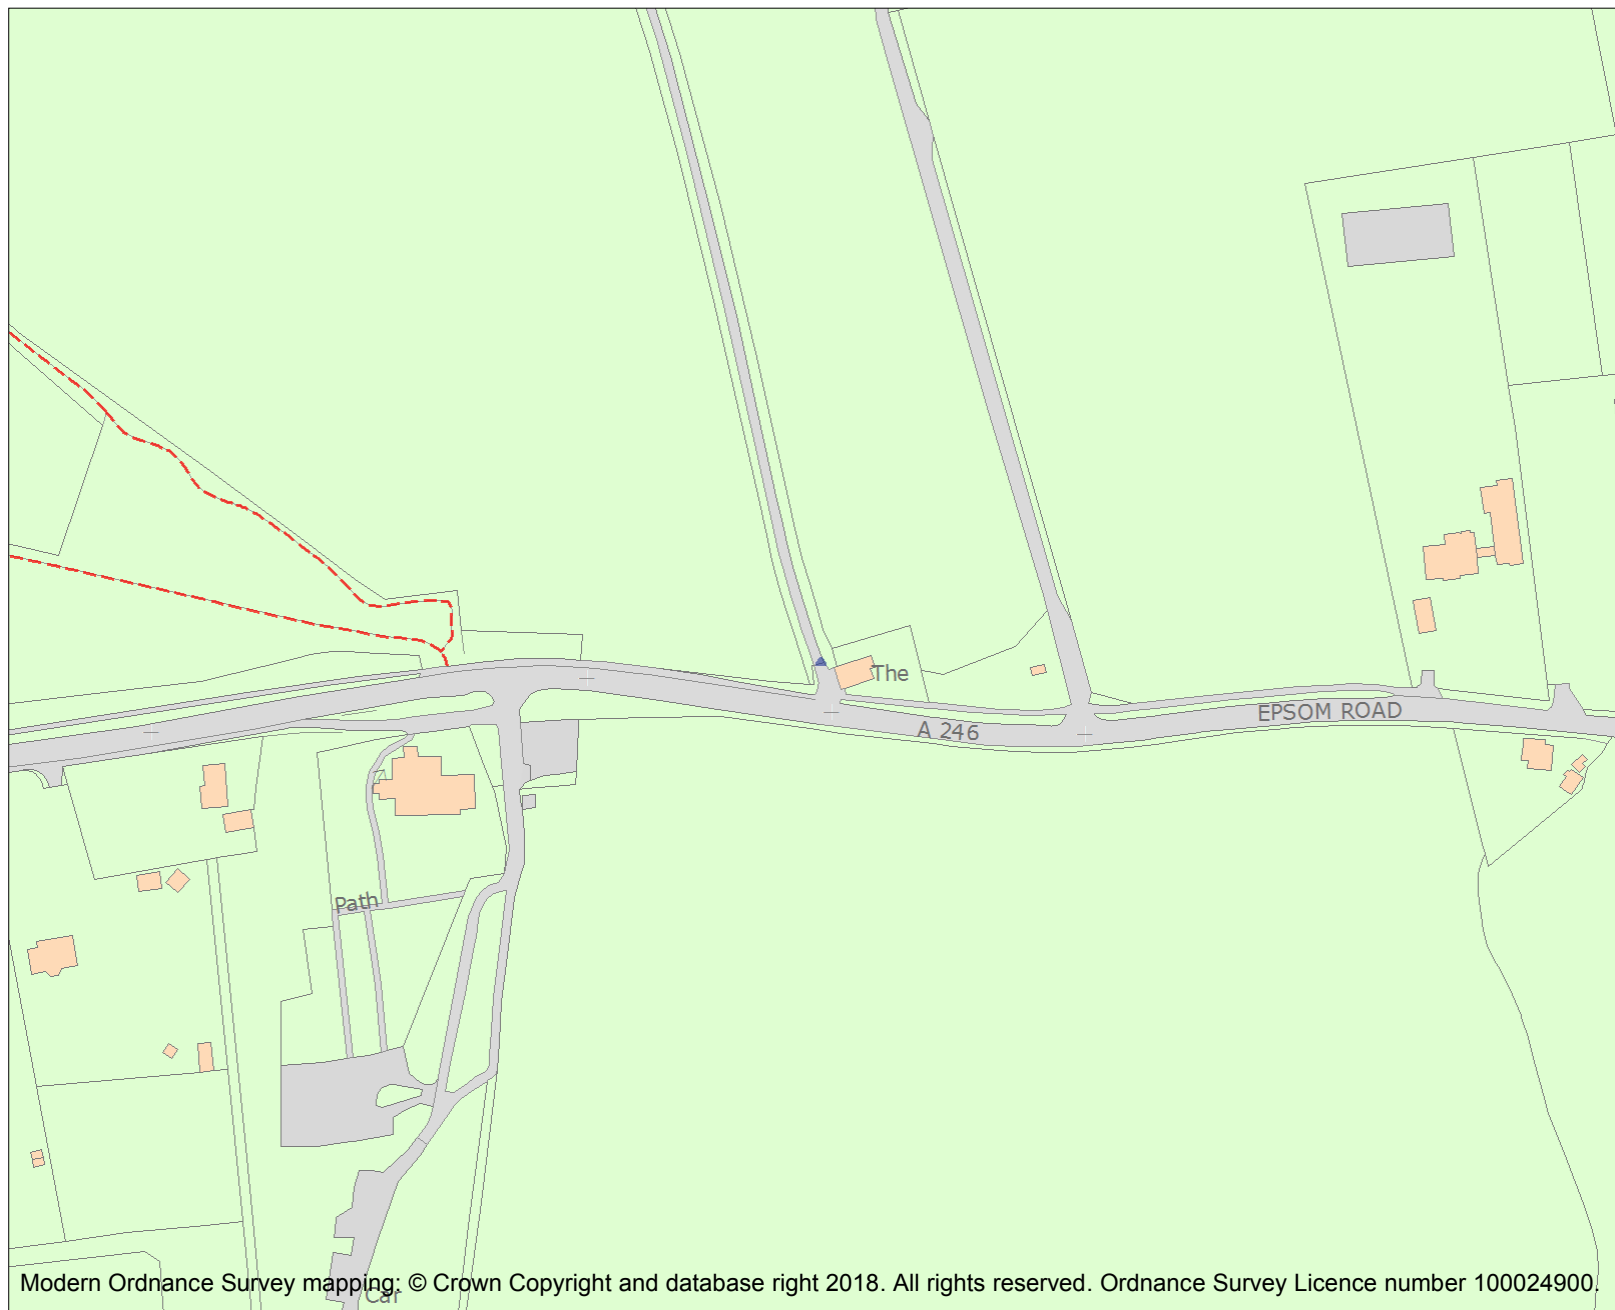 The
EPSOM ROAD
A 246
Path
Modern Ordnance Survey mapping: © Crown Copyright and database right 2018. All rights reserved. Ordnance Survey Licence number 100024900.
Car